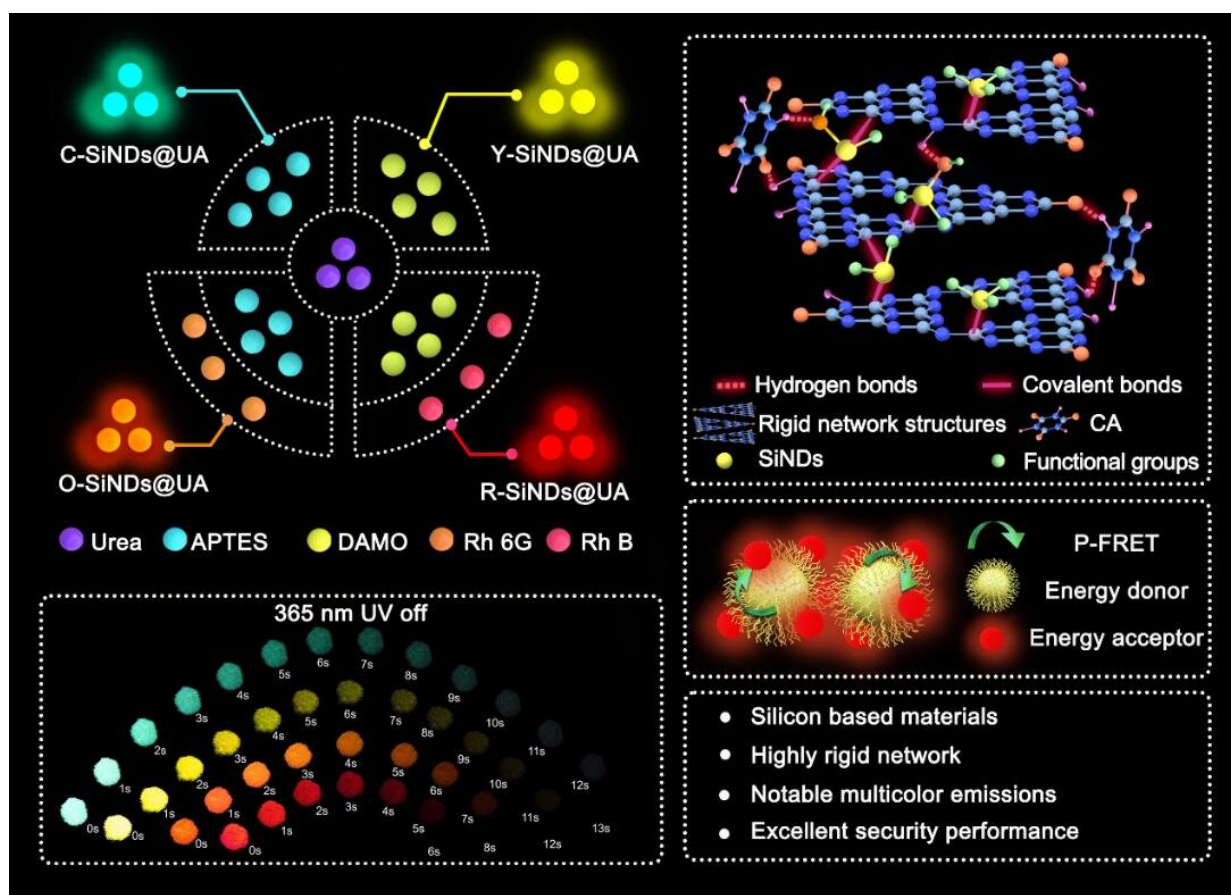 C-SiNDs@UA
Y-SiNDs@UA
O-SiNDs@UA
R-SiNDs@UA
Urea
APTES
DAMO
Rh 6G
Rh B
365 nm UV off
0s
1s
2s
3s
4s
5s
6s
7s
8s
9s
10s
11s
12s
13s
0s
1s
2s
3s
4s
5s
6s
7s
8s
9s
10s
11s
12s
0s
1s
2s
3s
4s
5s
6s
7s
8s
0s
1s
2s
3s
4s
5s
6s
Hydrogen bonds
Covalent bonds
Rigid network structures
CA
SiNDs
Functional groups
P-FRET
Energy donor
Energy acceptor
• Silicon based materials
• Highly rigid network
• Notable multicolor emissions
• Excellent security performance